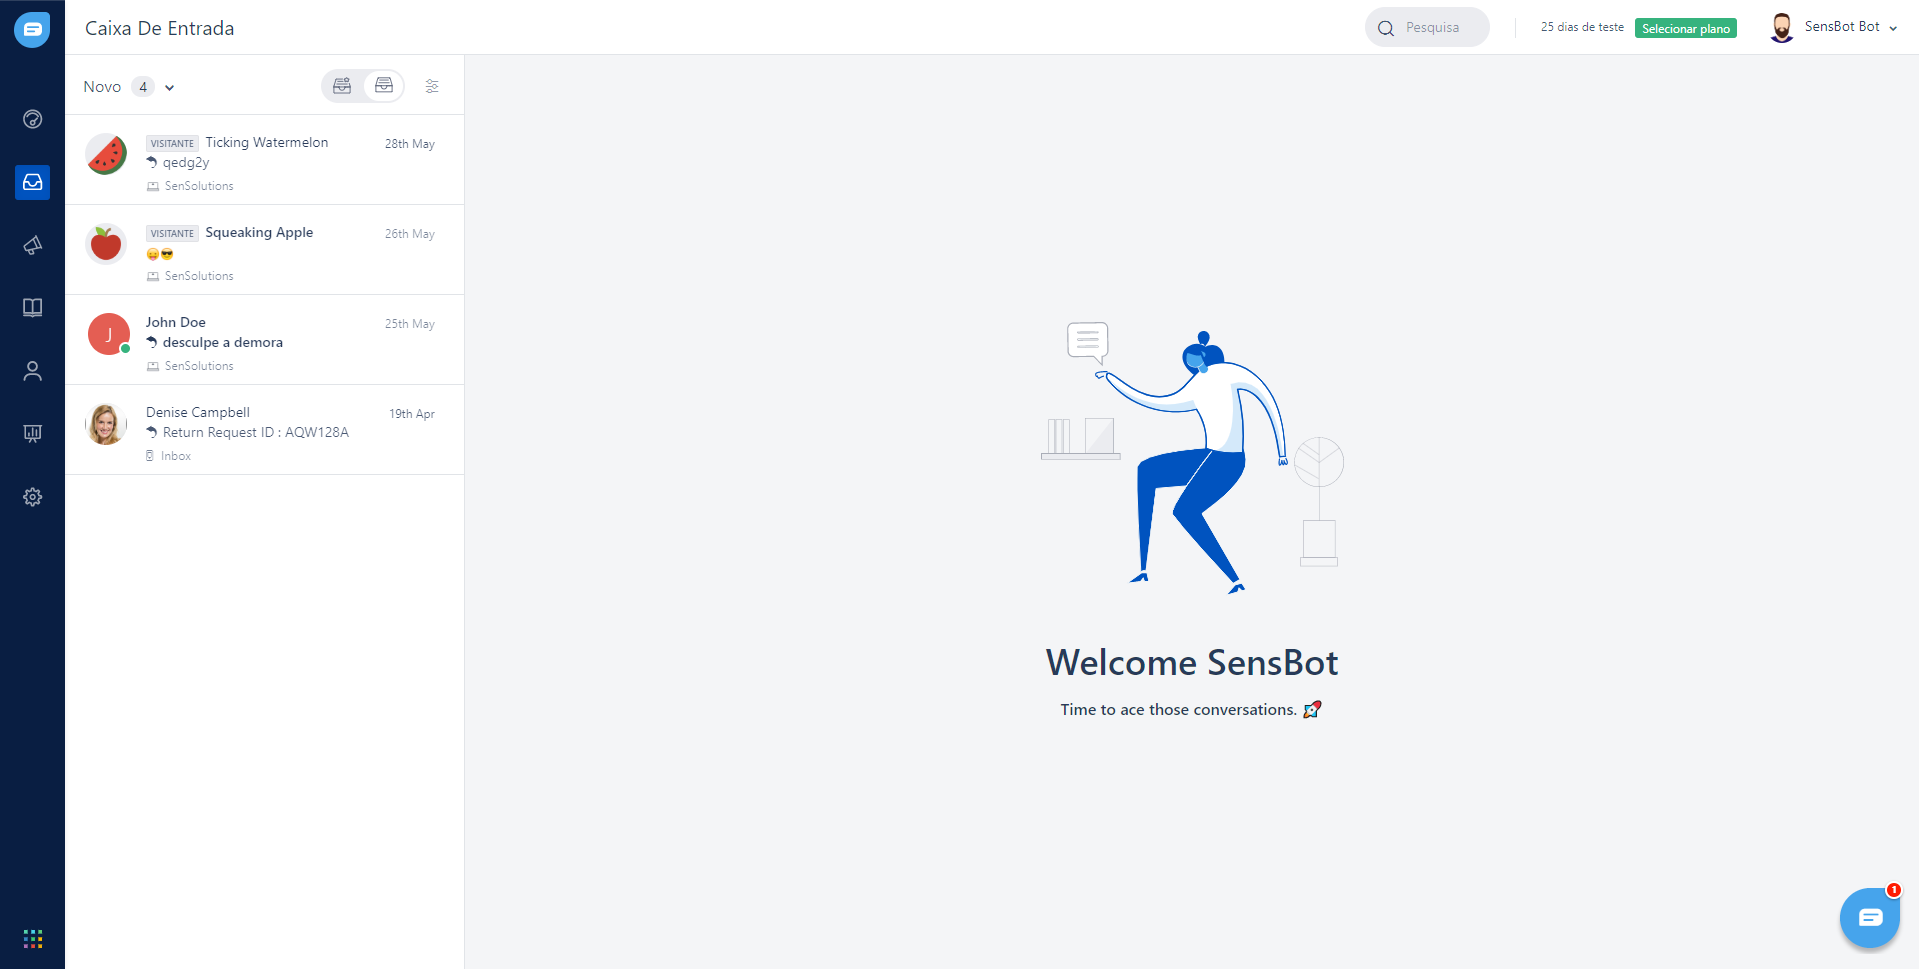 Caixa De Entrada
Pesquisa
25 dias de teste
Selecionar plano
SensBot Bot
Novo 4
VISITANTE Ticking Watermelon 28th May
qedg2y
SenSolutions
VISITANTE Squeaking Apple 26th May
😛😎
SenSolutions
J
John Doe 25th May
desculpe a demora
SenSolutions
Denise Campbell 19th Apr
Return Request ID : AQW128A
Inbox
Welcome SensBot
Time to ace those conversations. 🚀
1